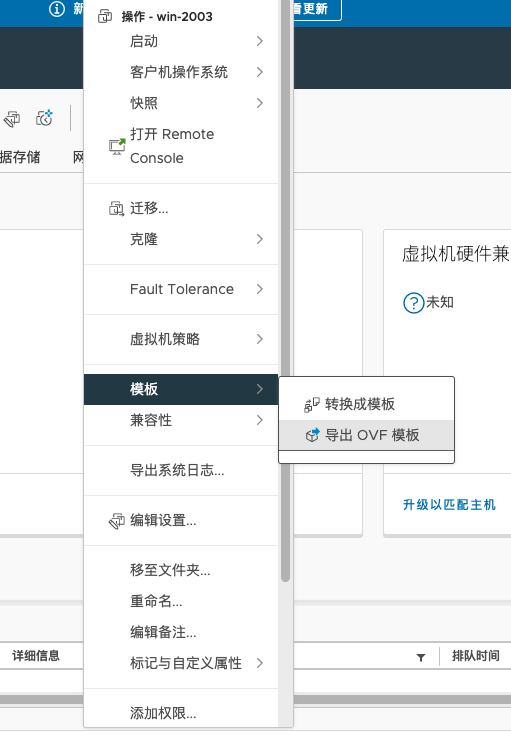 新
看更新
操作 - win-2003
启动
客户机操作系统
快照
打开 Remote
Console
据存储
网
迁移...
克隆
虚拟机硬件兼
Fault Tolerance
未知
虚拟机策略
模板
转换成模板
兼容性
导出 OVF 模板
导出系统日志...
升级以匹配主机
编辑设置...
移至文件夹...
重命名...
编辑备注...
详细信息
标记与自定义属性
排队时间
添加权限...